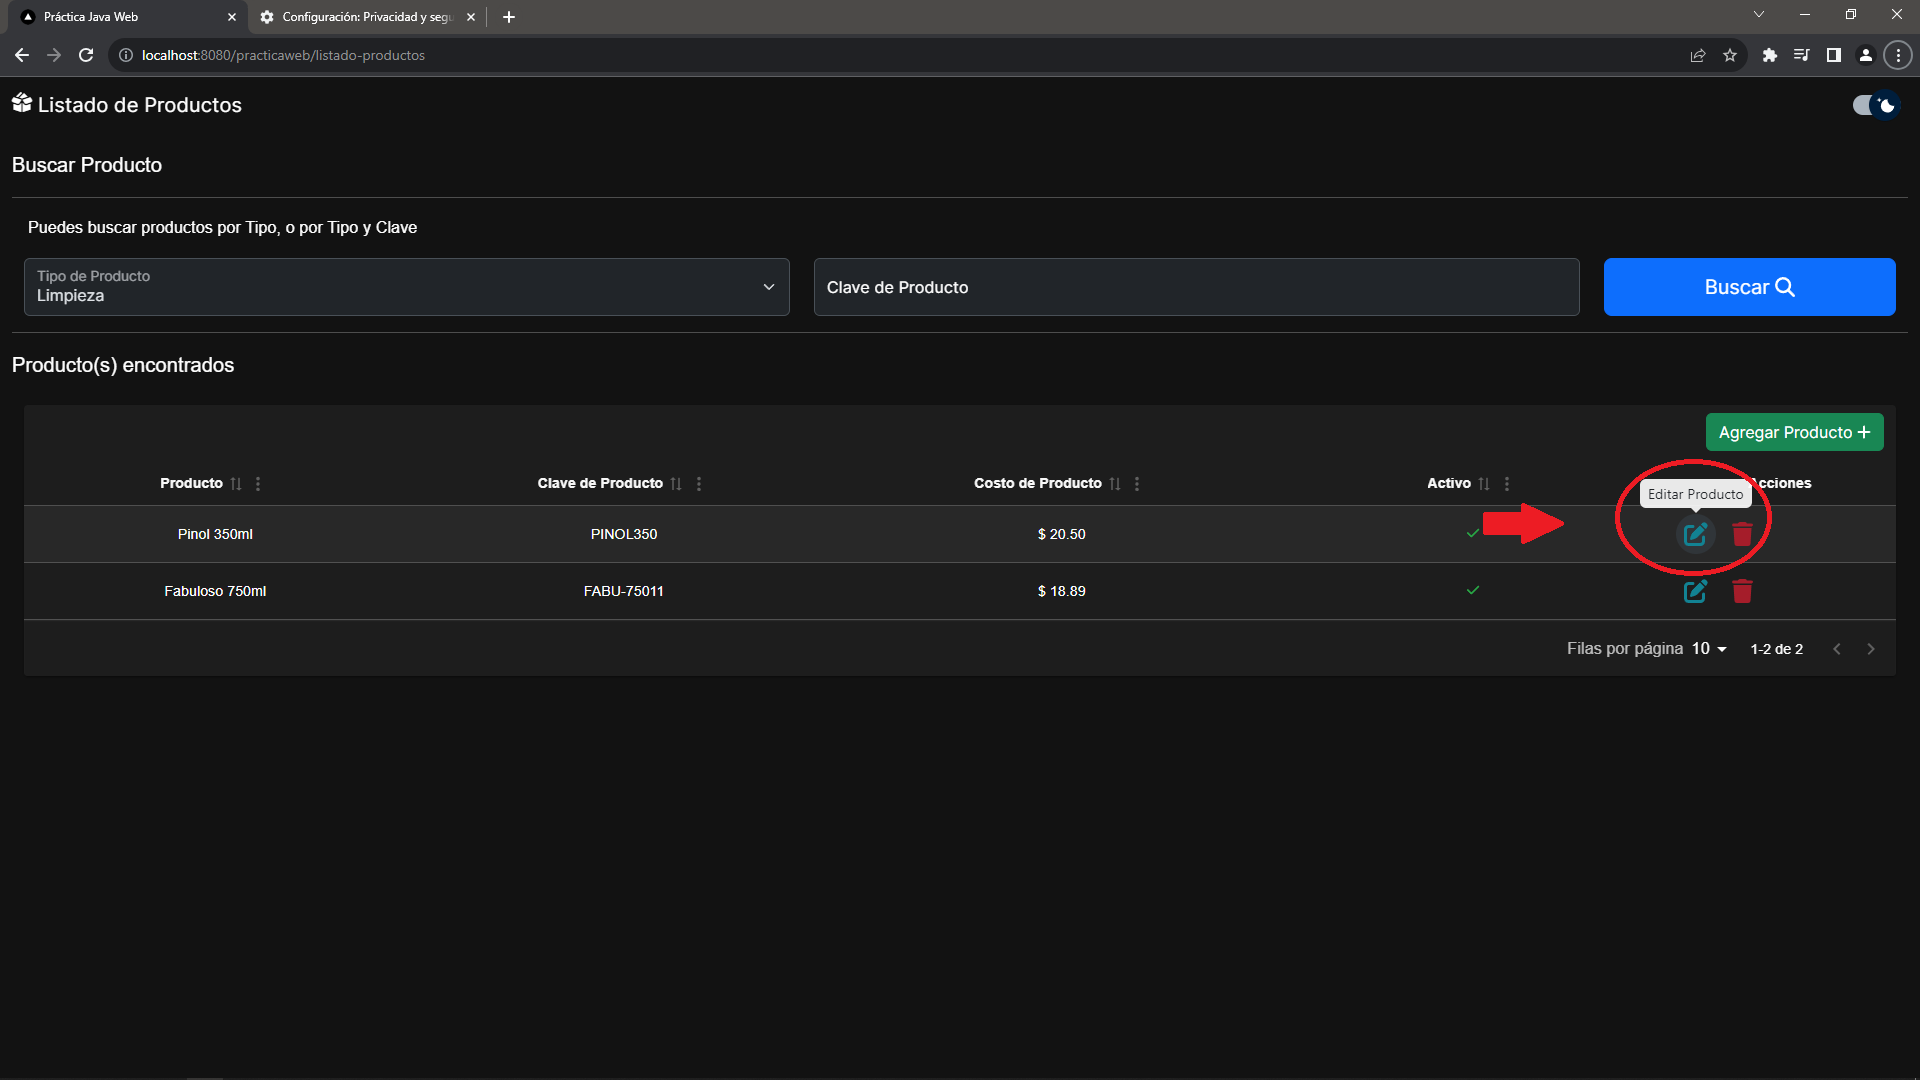 Práctica Java Web
Configuración: Privacidad y segu
localhost:8080/practicaweb/listado-productos
Listado de Productos
Buscar Producto
Puedes buscar productos por Tipo, o por Tipo y Clave
Tipo de Producto
Limpieza
Clave de Producto
Buscar
Producto(s) encontrados
Agregar Producto +
Producto Clave de Producto Costo de Producto Activo cciones
Editar Producto
Pinol 350ml PINOL350 $ 20.50
Fabuloso 750ml FABU-75011 $ 18.89
Filas por página 10 1-2 de 2